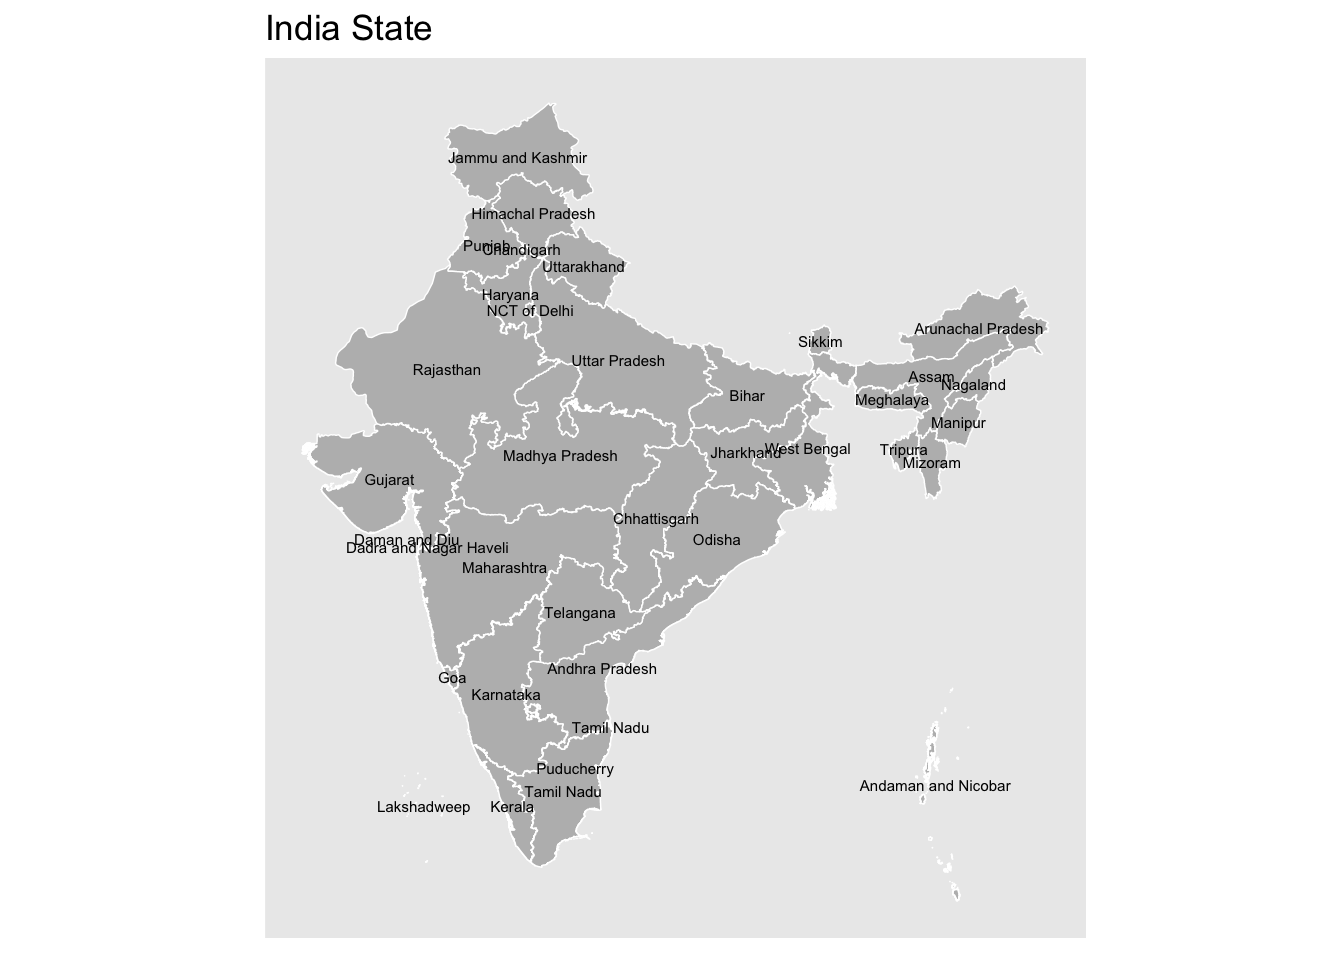 India State
Jammu and Kashmir
Himachal Pradesh
Punjab
Chandigarh
Uttarakhand
Haryana
NCT of Delhi
Arunachal Pradesh
Sikkim
Uttar Pradesh
Rajasthan
Assam
Nagaland
Bihar
Meghalaya
Manipur
West Bengal
Tripura
Jharkhand
Madhya Pradesh
Mizoram
Gujarat
Chhattisgarh
Daman and Diu
Odisha
Dadra and Nagar Haveli
Maharashtra
Telangana
Andhra Pradesh
Goa
Karnataka
Tamil Nadu
Puducherry
Andaman and Nicobar
Tamil Nadu
Lakshadweep
Kerala